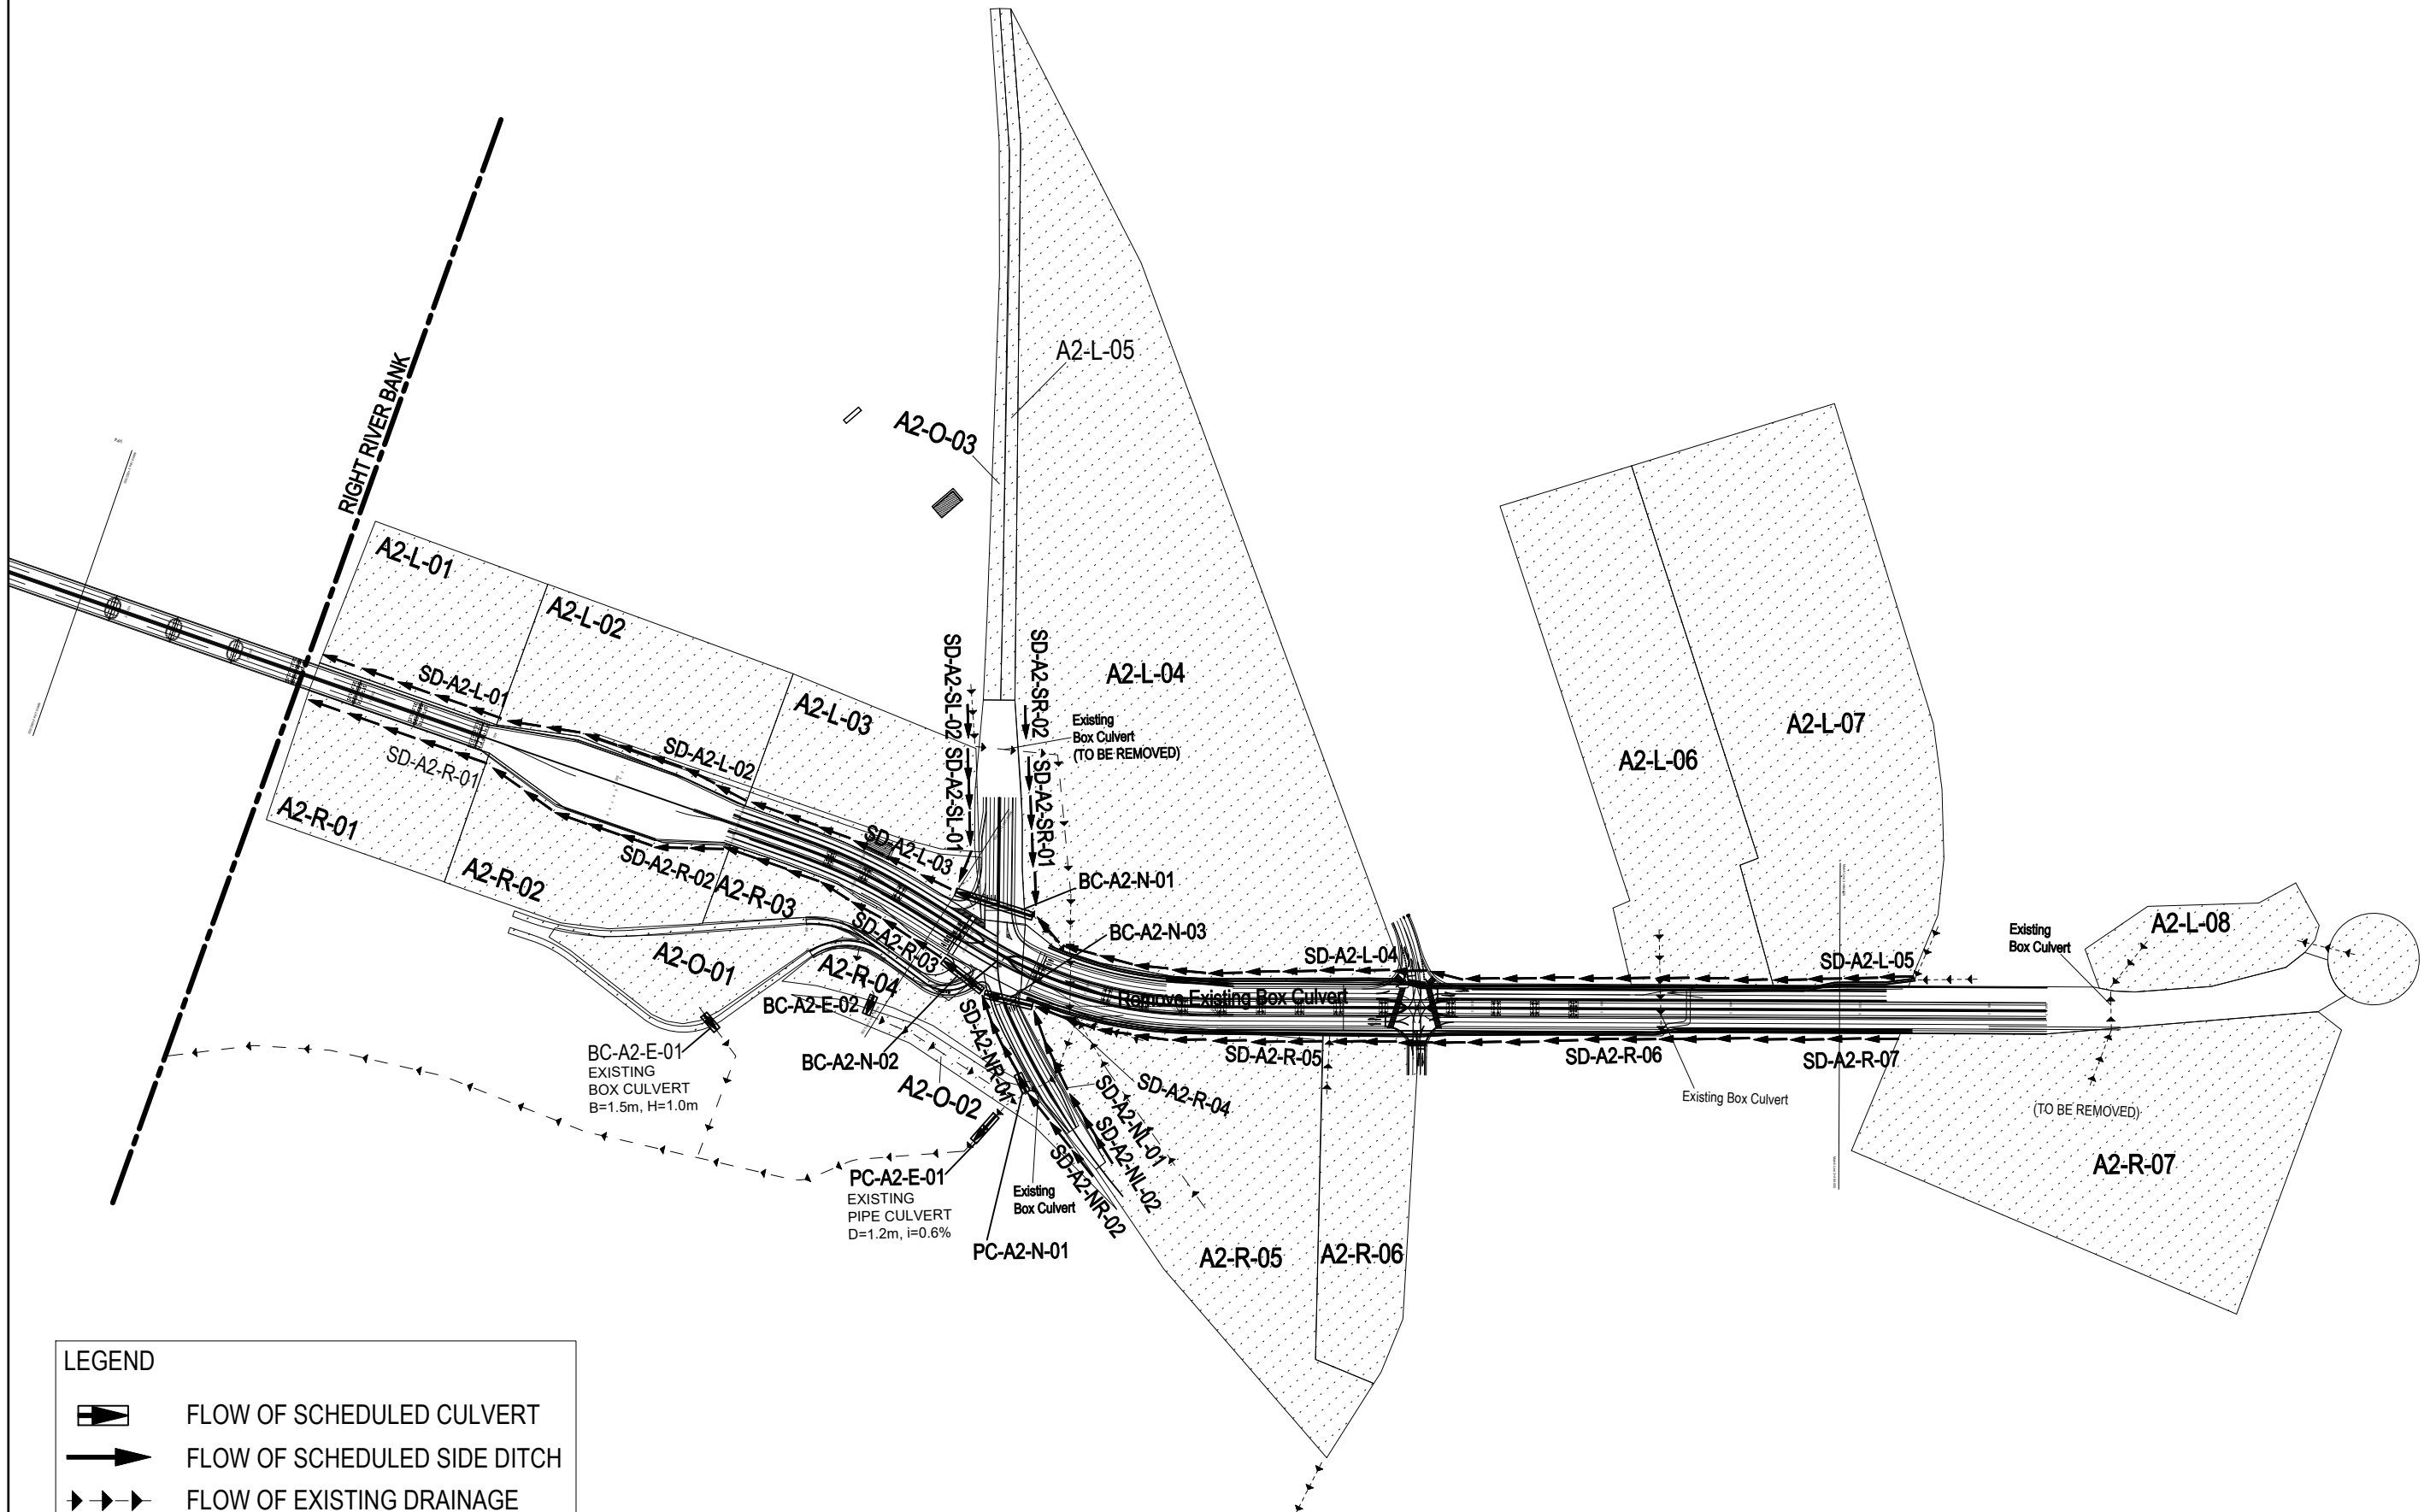 A2-L-05
A2-O-03
RIGHT RIVER BANK
A2-L-01
A2-L-02
A2-L-03
A2-L-04
SD-A2-SL-02
SD-A2-SR-02
Existing
Box Culvert
(TO BE REMOVED)
SD-A2-L-01
SD-A2-R-01
SD-A2-L-02
SD-A2-SL-01
SD-A2-SR-01
A2-L-06
A2-L-07
A2-R-01
A2-R-02
SD-A2-R-02
A2-R-03
SD-A2-L-03
BC-A2-N-01
BC-A2-N-03
SD-A2-R-03
A2-O-01
A2-R-04
SD-A2-L-04
SD-A2-L-05
Existing
Box Culvert
A2-L-08
Remove Existing Box Culvert
BC-A2-E-02
BC-A2-E-01
EXISTING
BOX CULVERT
B=1.5m, H=1.0m
BC-A2-N-02
SD-A2-NR-01
A2-O-02
SD-A2-R-05
SD-A2-R-06
SD-A2-R-07
SD-A2-R-04
SD-A2-NL-01
SD-A2-NL-02
SD-A2-NR-02
Existing Box Culvert
(TO BE REMOVED)
A2-R-07
PC-A2-E-01
EXISTING
PIPE CULVERT
D=1.2m, i=0.6%
Existing
Box Culvert
PC-A2-N-01
A2-R-05
A2-R-06
LEGEND
FLOW OF SCHEDULED CULVERT
FLOW OF SCHEDULED SIDE DITCH
FLOW OF EXISTING DRAINAGE